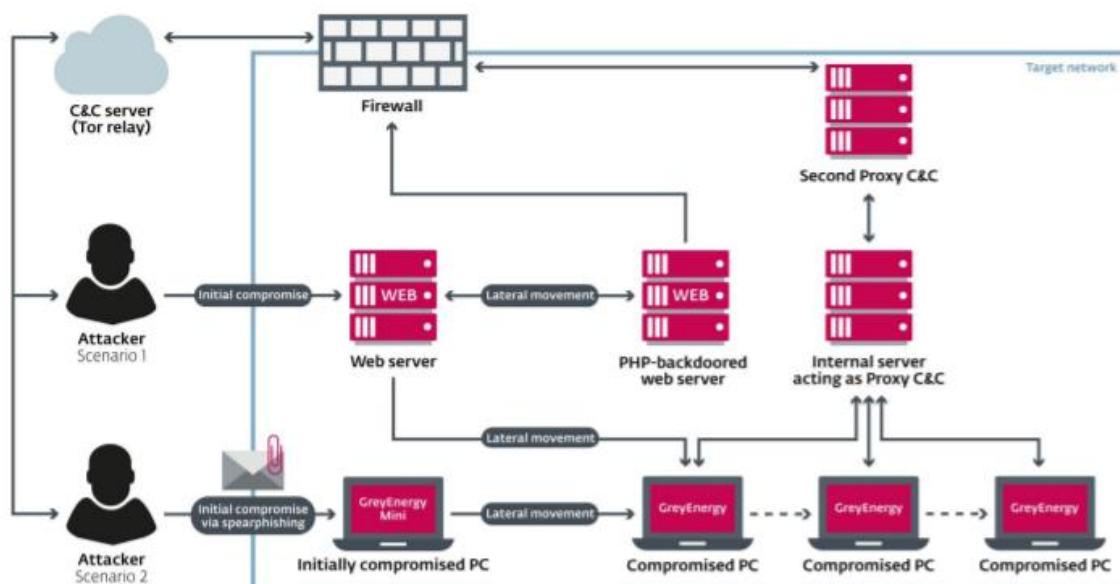 Target network
C&C server
(Tor relay)
Firewall
Second Proxy C&C
Initial compromise
WEB
Lateral movement
WEB
Attacker
Scenario 1
Web server
PHP-backdoored
web server
Internal server
acting as Proxy C&C
Lateral movement
Initial compromise
via spearphishing
GreyEnergy
Mini
Lateral movement
GreyEnergy
GreyEnergy
GreyEnergy
Attacker
Scenario 2
Initially compromised PC
Compromised PC
Compromised PC
Compromised PC